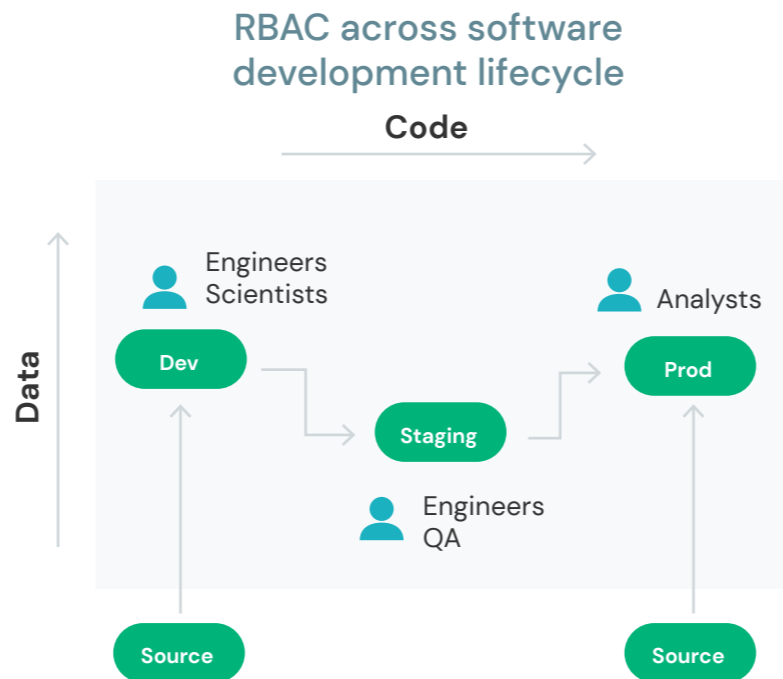 RBAC across software
development lifecycle
Code
Data
Engineers
Scientists
Analysts
Dev
Prod
Staging
Engineers
QA
Source
Source